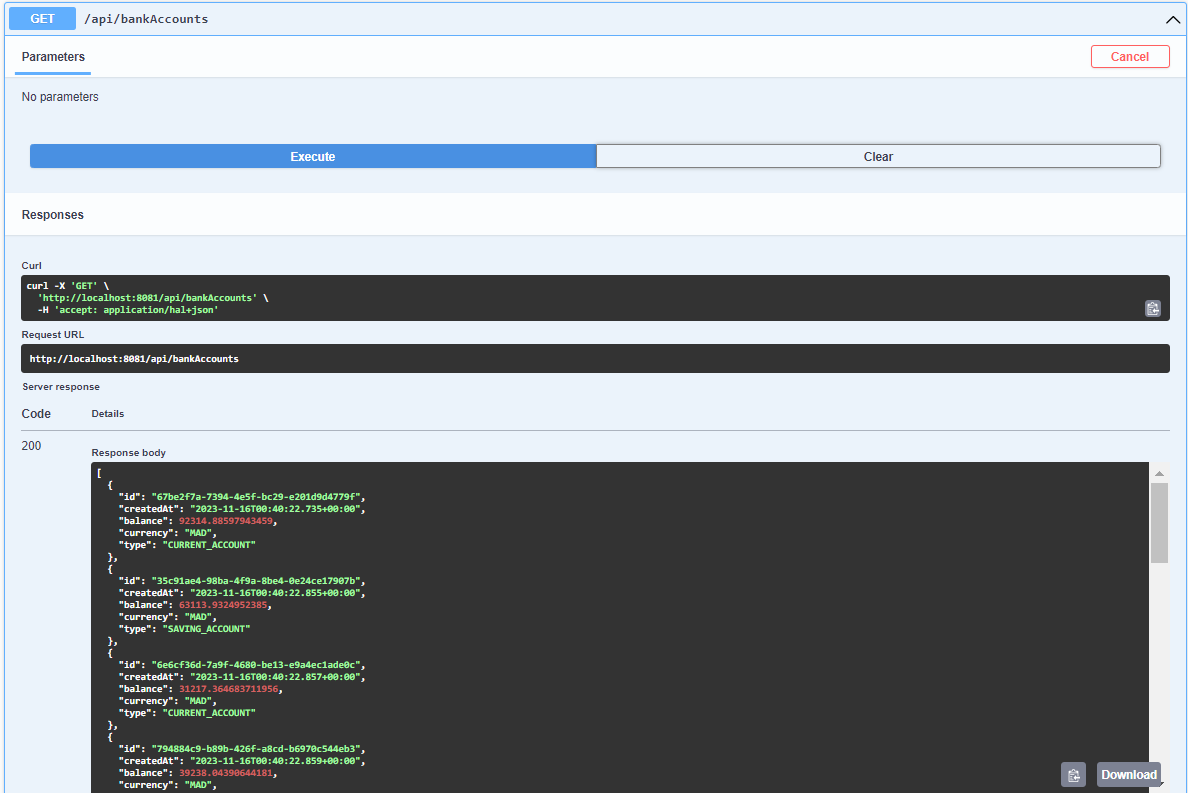 GET /api/bankAccounts
Parameters Cancel
No parameters
Execute Clear
Responses
Curl
curl -X 'GET' \
  'http://localhost:8081/api/bankAccounts' \
  -H 'accept: application/hal+json'
Request URL
http://localhost:8081/api/bankAccounts
Server response
Code Details
200
Response body
[
  {
    "id": "67be2f7a-7394-4e5f-bc29-e201d9d4779f",
    "createdAt": "2023-11-16T00:40:22.735+00:00",
    "balance": 92314.88597943459,
    "currency": "MAD",
    "type": "CURRENT_ACCOUNT"
  },
  {
    "id": "35c91ae4-98ba-4f9a-8be4-0e24ce17907b",
    "createdAt": "2023-11-16T00:40:22.855+00:00",
    "balance": 63113.9324952385,
    "currency": "MAD",
    "type": "SAVING_ACCOUNT"
  },
  {
    "id": "6e6cf36d-7a9f-4680-be13-e9a4ec1ade0c",
    "createdAt": "2023-11-16T00:40:22.857+00:00",
    "balance": 31217.364683711956,
    "currency": "MAD",
    "type": "CURRENT_ACCOUNT"
  },
  {
    "id": "794884c9-b89b-426f-a8cd-b6970c544eb3",
    "createdAt": "2023-11-16T00:40:22.859+00:00",
    "balance": 39238.04390644181,
    "currency": "MAD",
Download